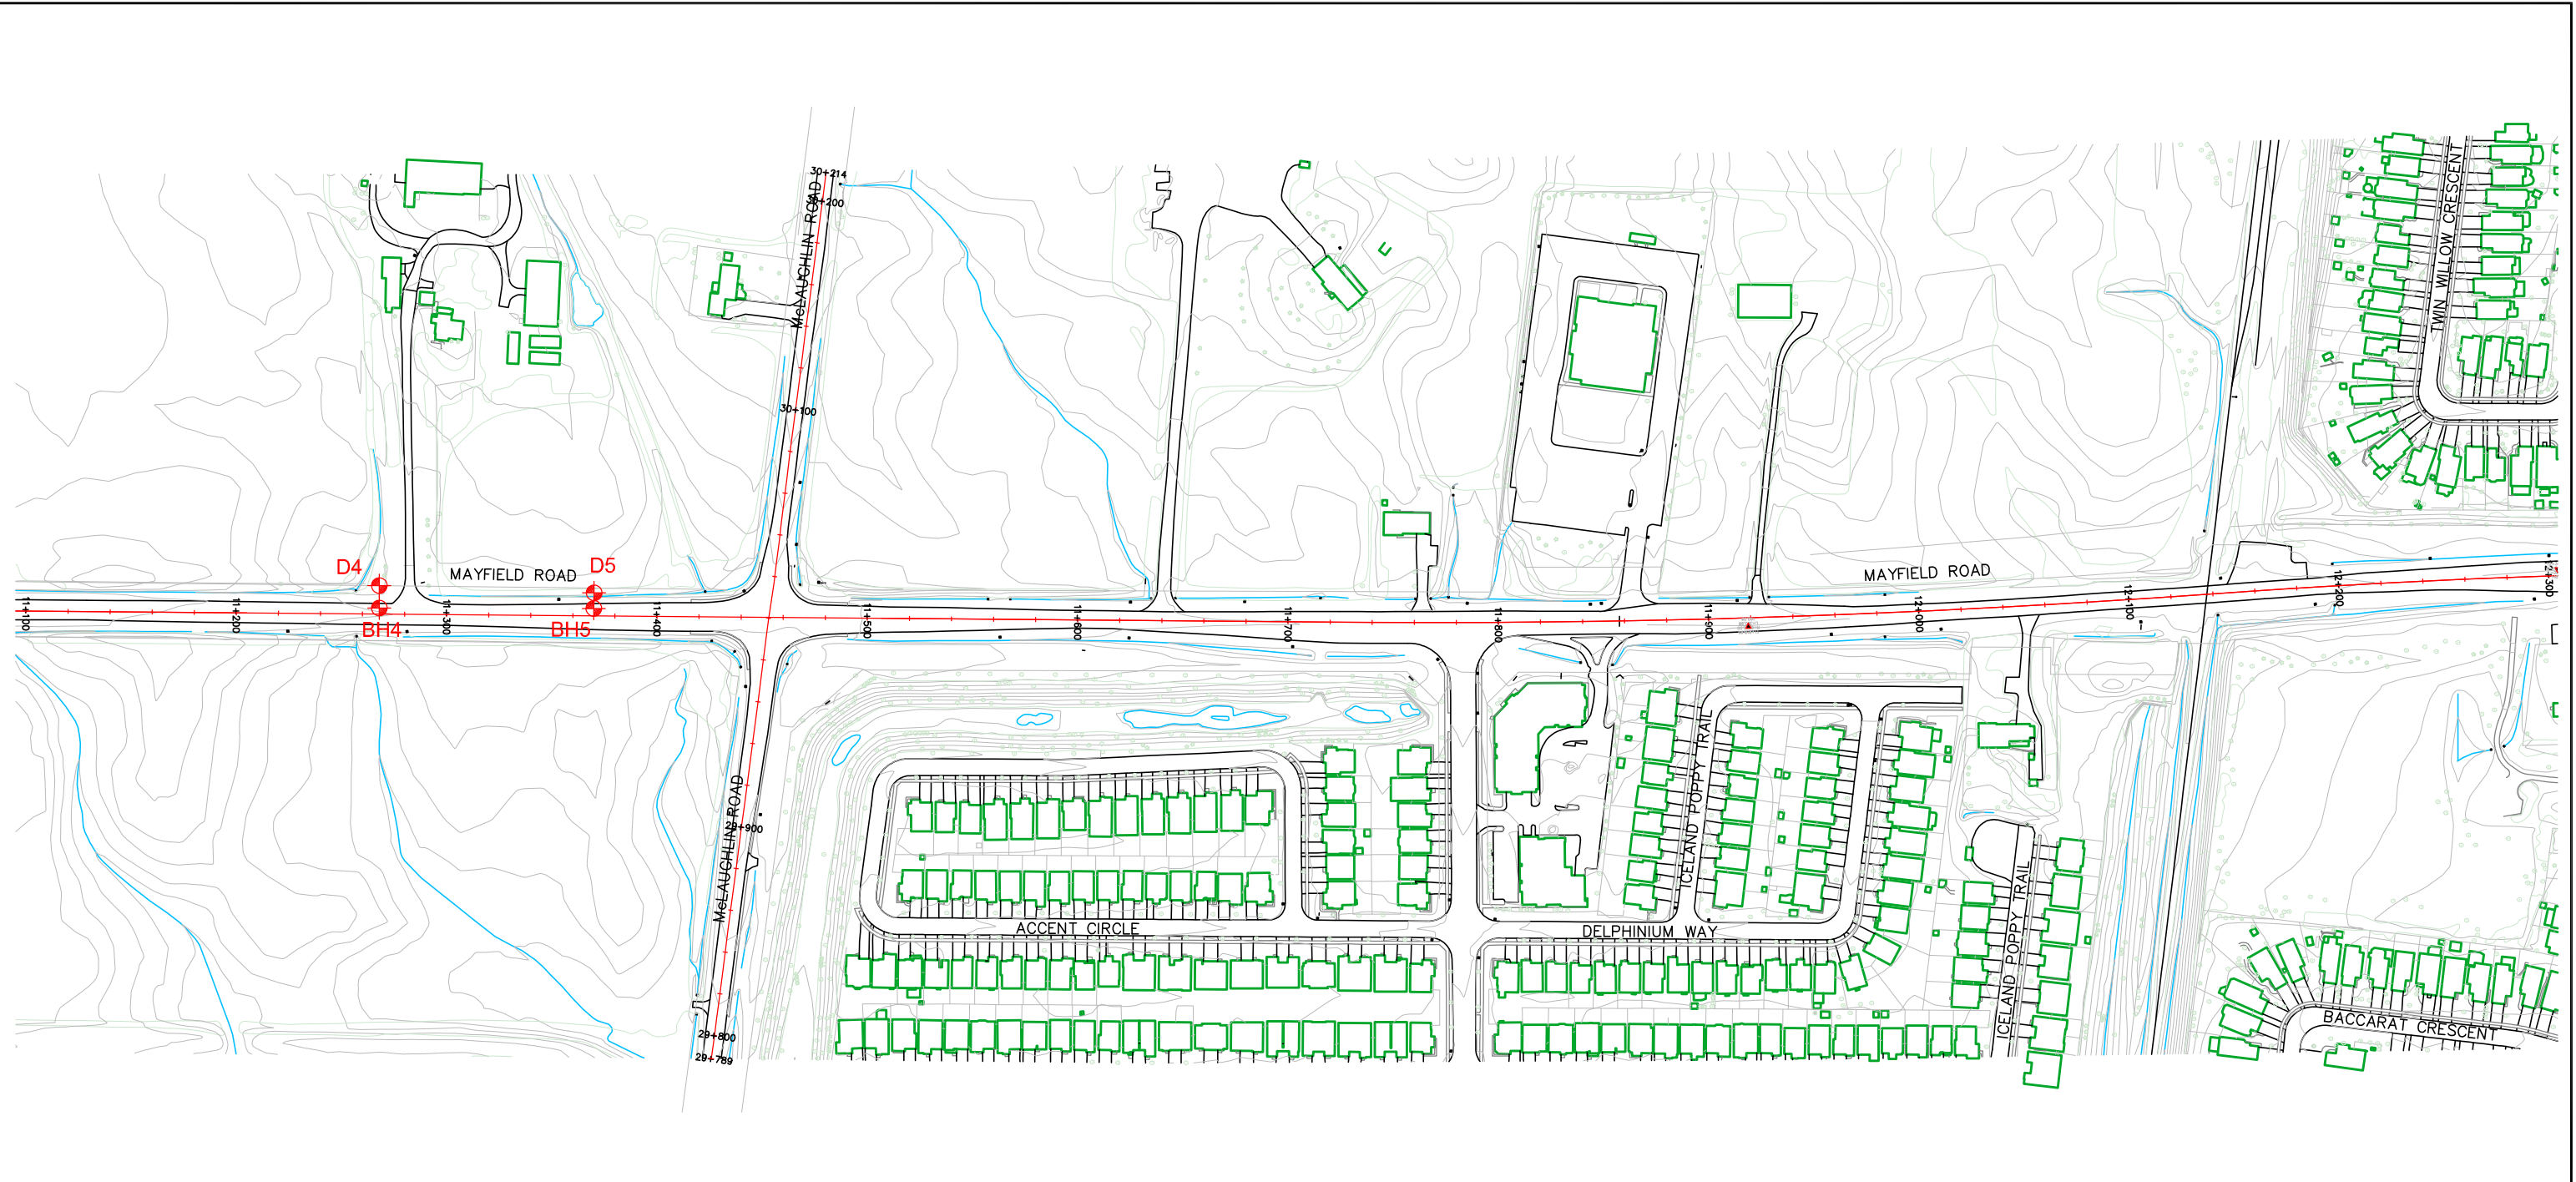 30+214
30+200
McLAUCHLIN ROAD
30+100
TWIN WILLOW CRESCENT
D4
D5
MAYFIELD ROAD
MAYFIELD ROAD
BH4
BH5
11+100
11+200
11+300
11+400
11+500
11+600
11+700
11+800
11+900
12+000
12+100
12+200
12+300
McLAUCHLIN ROAD
29+900
29+800
29+789
ACCENT CIRCLE
DELPHINIUM WAY
ICELAND POPPY TRAIL
ICELAND POPPY TRAIL
BACCARAT CRESCENT